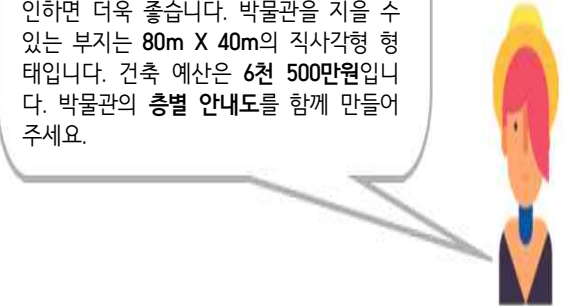 인하면 더욱 좋습니다. 박물관을 지을 수
있는 부지는 80m X 40m의 직사각형 형
태입니다. 건축 예산은 6천 500만원입니
다. 박물관의 층별 안내도를 함께 만들어
주세요.